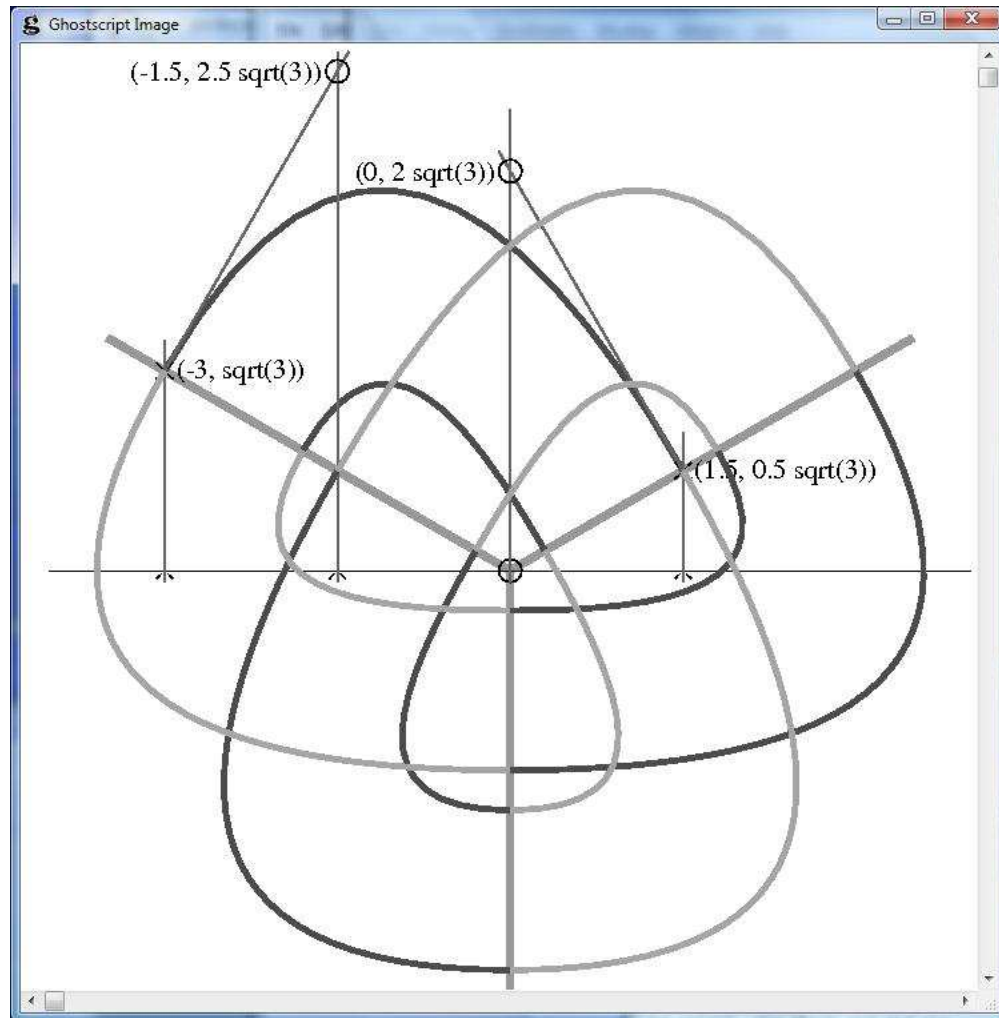 Ghostscript Image
(-1.5, 2.5 sqrt(3))
(0, 2 sqrt(3))
(-3, sqrt(3))
(1.5, 0.5 sqrt(3))